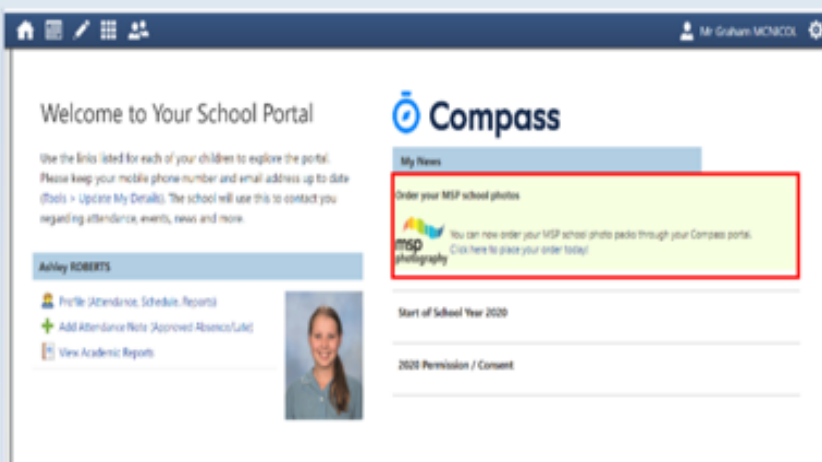 Mr Graham MCNICOL
Welcome to Your School Portal
Use the links listed for each of your children to explore the portal.
Please keep your mobile phone number and email address up to date
(Tools > Update My Details). The school will use this to contact you
regarding attendance, events, news and more.
Ashley ROBERTS
Profile (Attendance, Schedule, Reports)
Add Attendance Note (Approved Absence/Late)
View Academic Reports
Compass
My News
Order your MSP school photos
msp
photography
You can now order your MSP school photo packs through your Compass portal.
Click here to place your order today!
Start of School Year 2020
2020 Permission / Consent